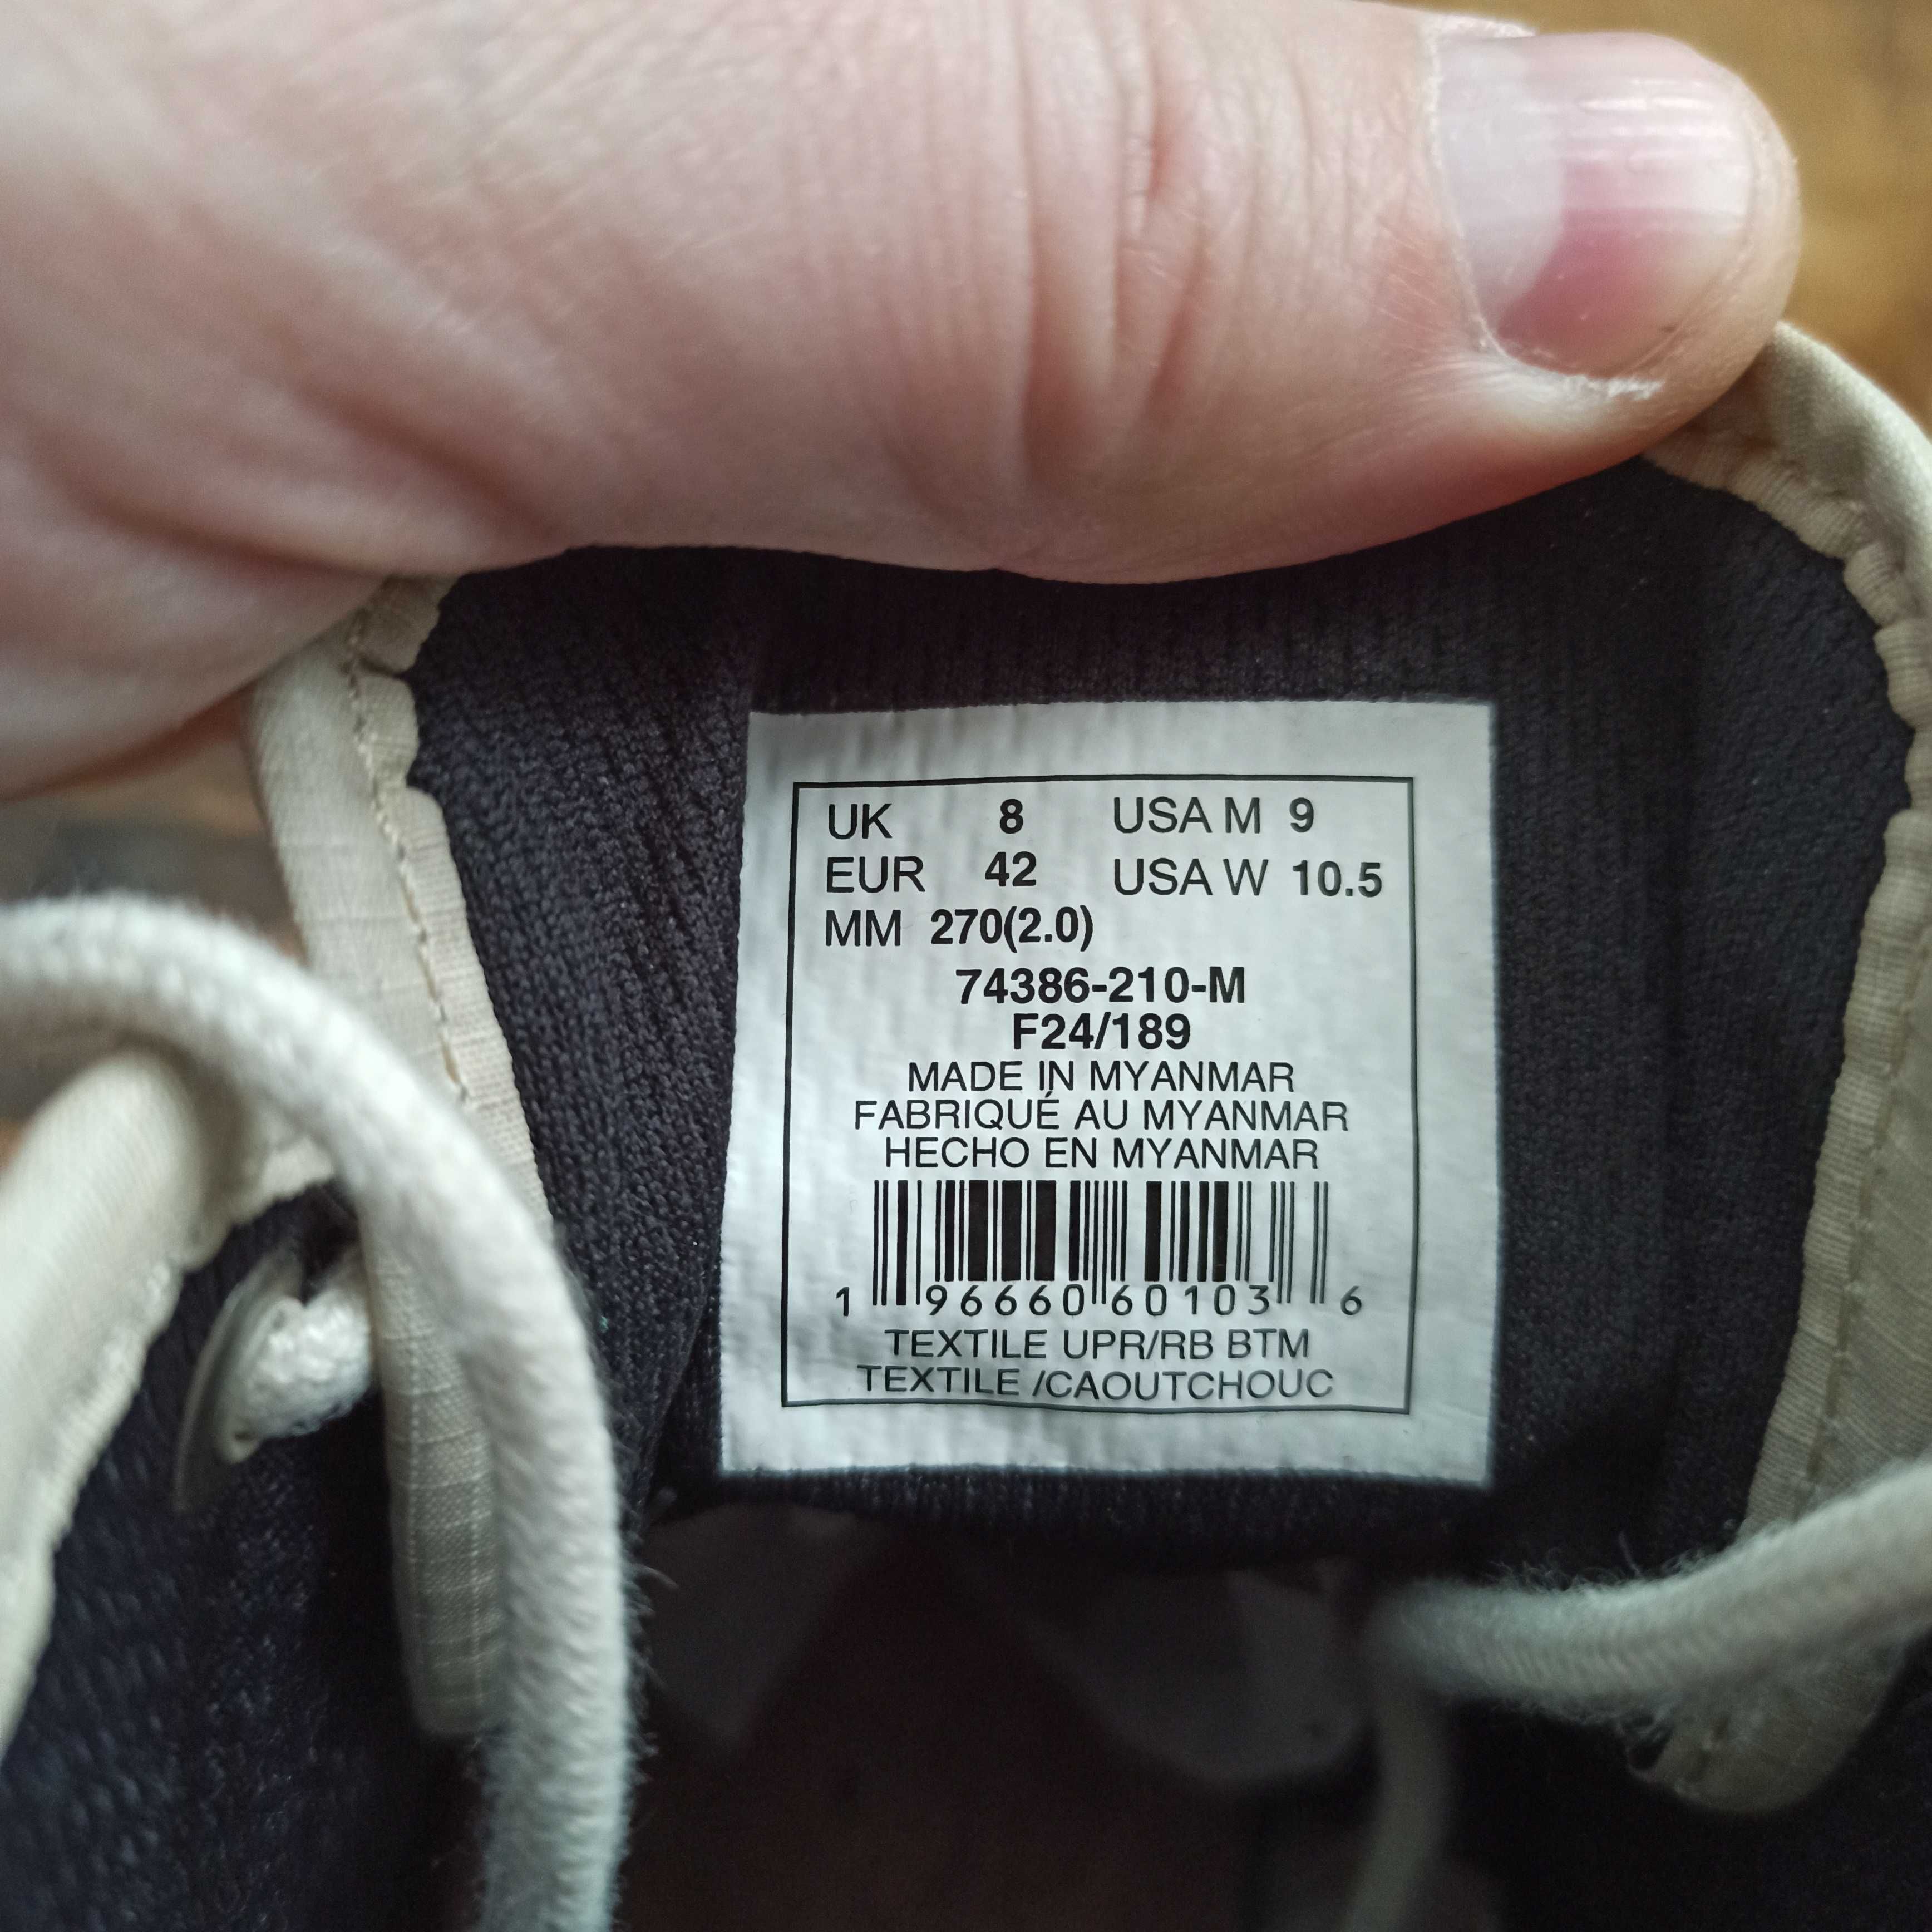 UK 8 USA M 9
EUR 42 USA W 10.5
MM 270(2.0)
74386-210-M
F24/189
MADE IN MYANMAR
FABRIQUÉ AU MYANMAR
HECHO EN MYANMAR
1 96660 60103 6
TEXTILE UPR/RB BTM
TEXTILE /CAOUTCHOUC